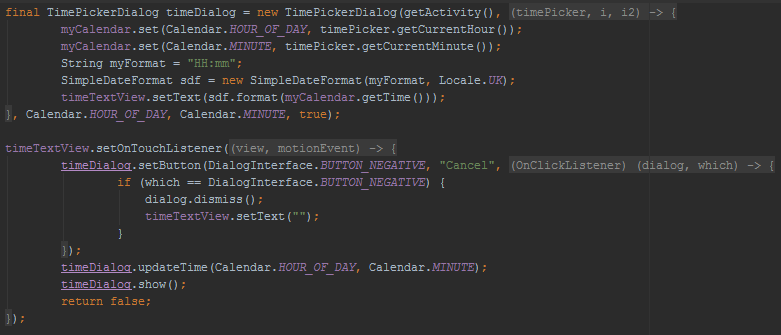 final TimePickerDialog timeDialog = new TimePickerDialog(getActivity(), (timePicker, i, i2) -> {
myCalendar.set(Calendar.HOUR_OF_DAY, timePicker.getCurrentHour());
myCalendar.set(Calendar.MINUTE, timePicker.getCurrentMinute());
String myFormat = "HH:mm";
SimpleDateFormat sdf = new SimpleDateFormat(myFormat, Locale.UK);
timeTextView.setText(sdf.format(myCalendar.getTime()));
}, Calendar.HOUR_OF_DAY, Calendar.MINUTE, true);
timeTextView.setOnTouchListener((view, motionEvent) -> {
timeDialog.setButton(DialogInterface.BUTTON_NEGATIVE, "Cancel", (OnClickListener) (dialog, which) -> {
if (which == DialogInterface.BUTTON_NEGATIVE) {
dialog.dismiss();
timeTextView.setText("");
}
});
timeDialog.updateTime(Calendar.HOUR_OF_DAY, Calendar.MINUTE);
timeDialog.show();
return false;
});